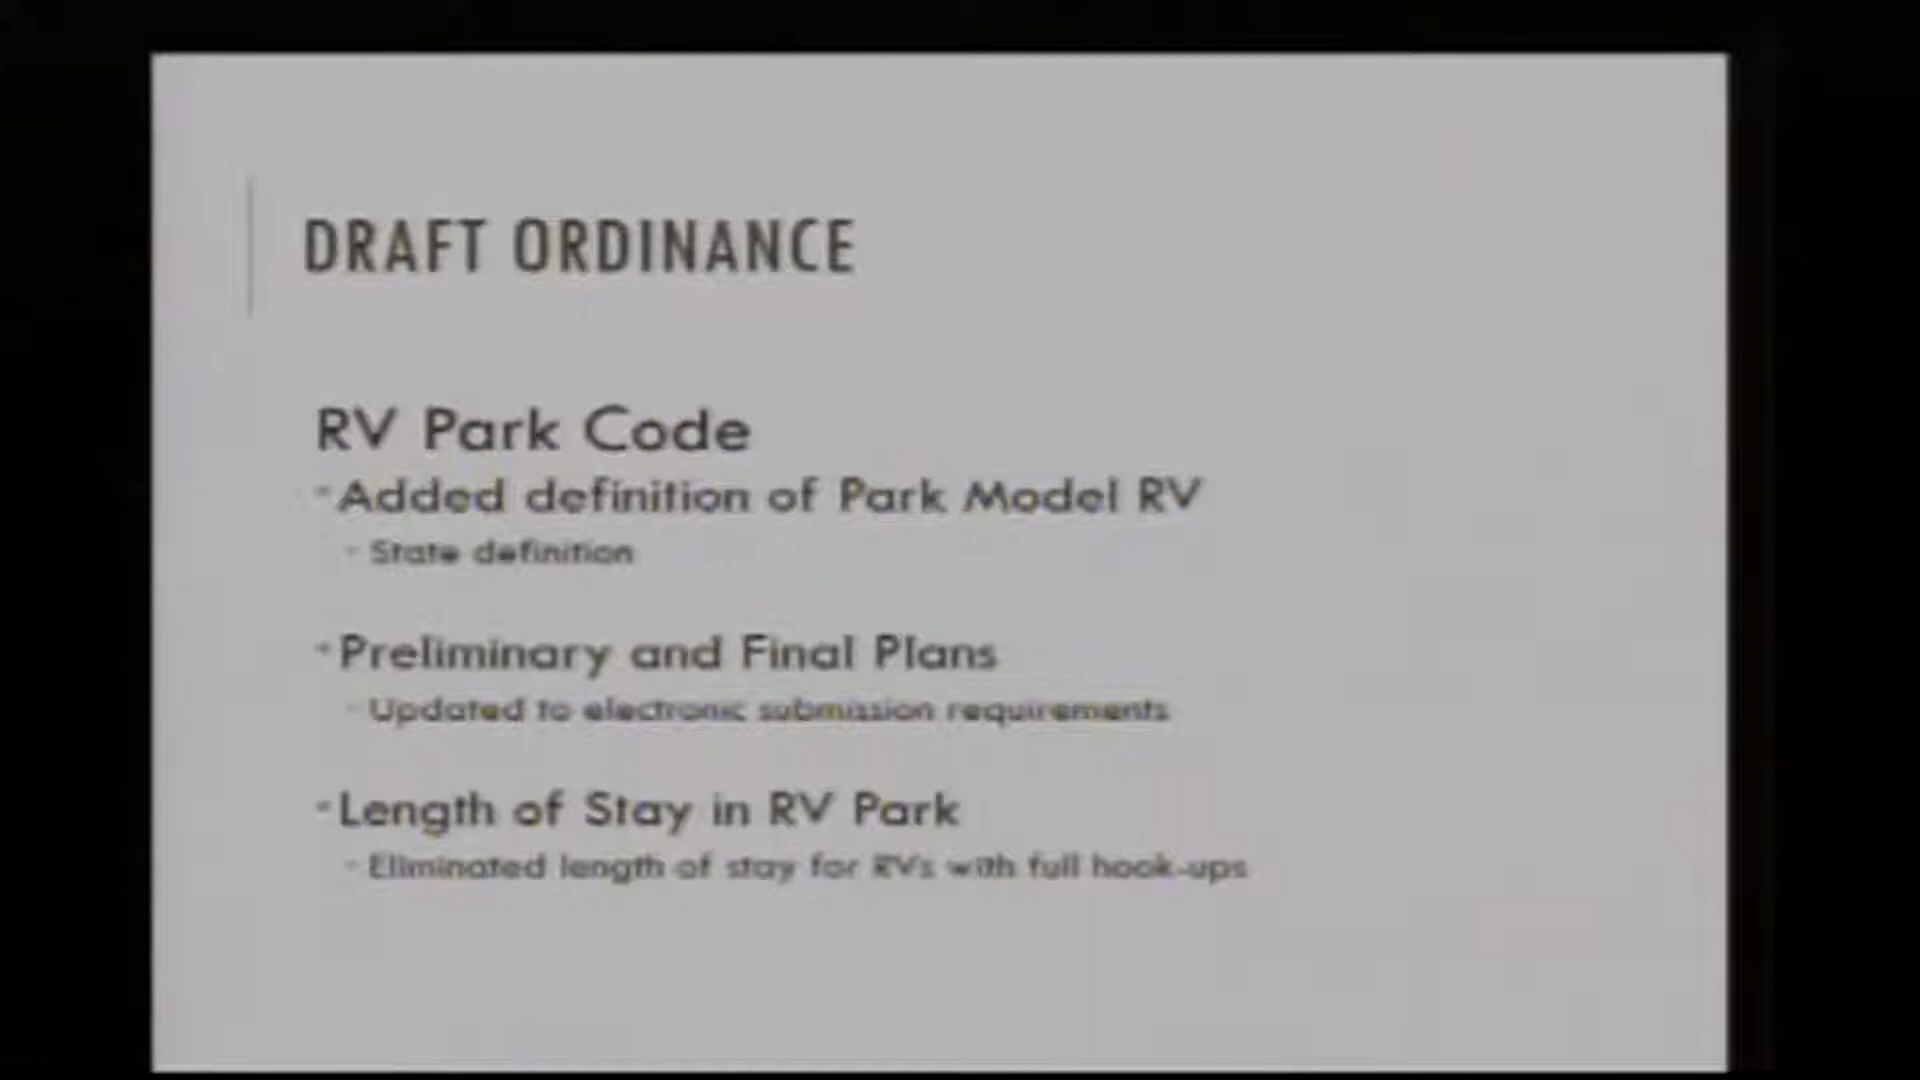 DRAFT ORDINANCE
RV Park Code
- Added definition of Park Model RV
- State definition
- Preliminary and Final Plans
- Updated to electronic submission requirements
- Length of Stay in RV Park
- Eliminated length of stay for RVs with full hook-ups